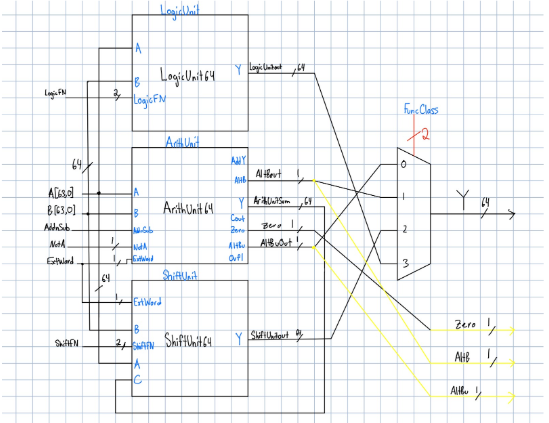 LogicUnit
A
LogicUnit64
Y
LogicUnitout
64
B
LogicFN
2
LogicFN
FuncClass
2
64
ArithUnit
AddY
0
AltB
AltBout
1
A[63,0]
A
ArithUnit64
Y
ArithUnitSum
64
1
Y
64
B[63,0]
B
Cout
AddnSub
Zero
Zero
1
2
NotA
1
NotA
AltBu
AltBuOut
1
ExtWord
1
ExtWord
Ovfl
3
64
ShiftUnit
1
ExtWord
B
Zero
1
ShiftFN
2
ShiftFN
ShiftUnit64
Y
ShiftUnitout
64
A
AltB
1
C
AltBu
1